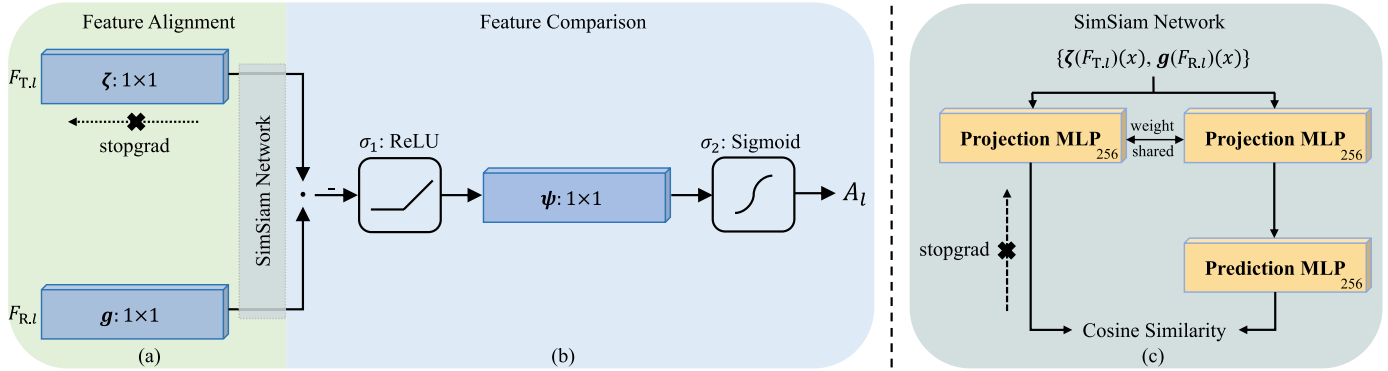 Feature Alignment
Feature Comparison
F_T.l
ζ: 1×1
stopgrad
SimSiam Network
F_R.l
g: 1×1
(a)
·
-
σ₁: ReLU
ψ: 1×1
σ₂: Sigmoid
A_l
(b)
SimSiam Network
{ζ(F_T.l)(x), g(F_R.l)(x)}
Projection MLP
256
weight
shared
Projection MLP
256
stopgrad
Prediction MLP
256
Cosine Similarity
(c)